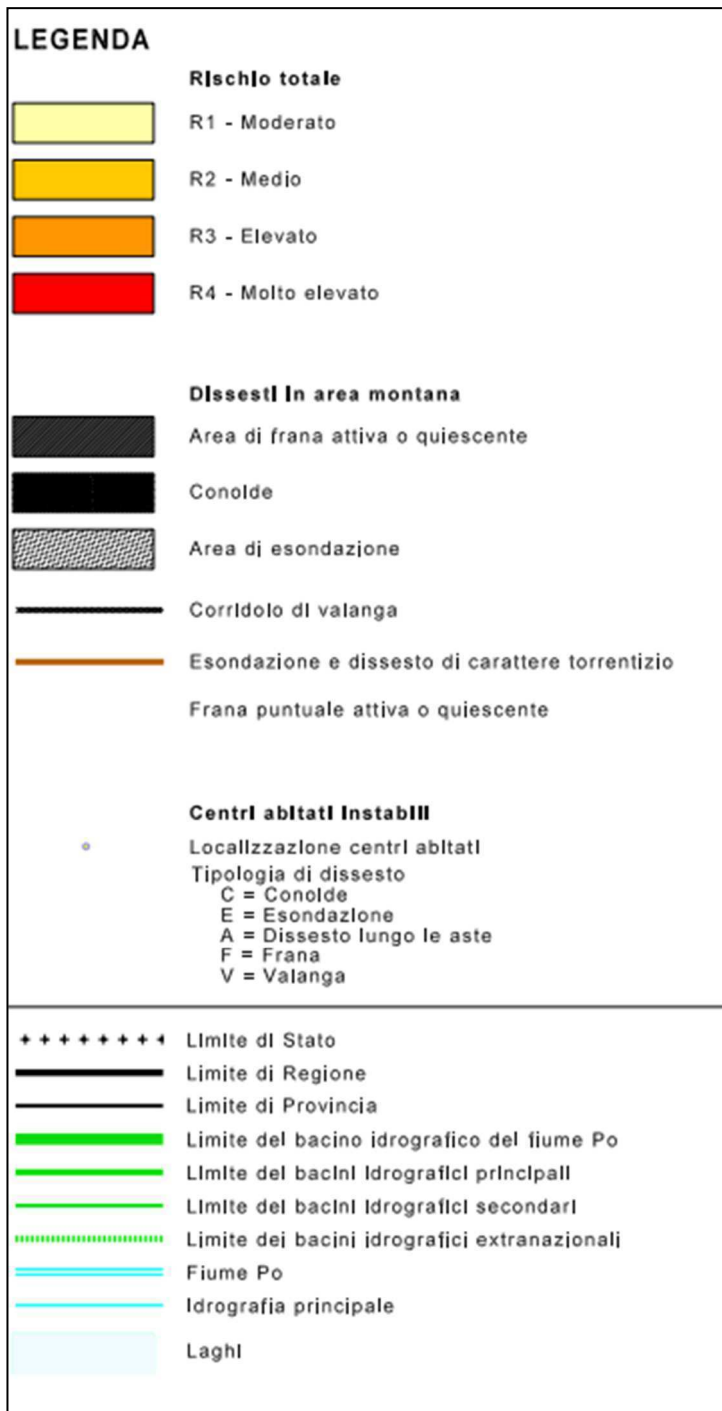 LEGENDA
Rischio totale
R1 - Moderato
R2 - Medio
R3 - Elevato
R4 - Molto elevato
Dissesti in area montana
Area di frana attiva o quiescente
Conoide
Area di esondazione
Corridoio di valanga
Esondazione e dissesto di carattere torrentizio
Frana puntuale attiva o quiescente
Centri abitati instabili
Localizzazione centri abitati
Tipologia di dissesto
C = Conoide
E = Esondazione
A = Dissesto lungo le aste
F = Frana
V = Valanga
Limite di Stato
Limite di Regione
Limite di Provincia
Limite del bacino idrografico del fiume Po
Limite dei bacini idrografici principali
Limite dei bacini idrografici secondari
Limite dei bacini idrografici extranazionali
Fiume Po
Idrografia principale
Laghi